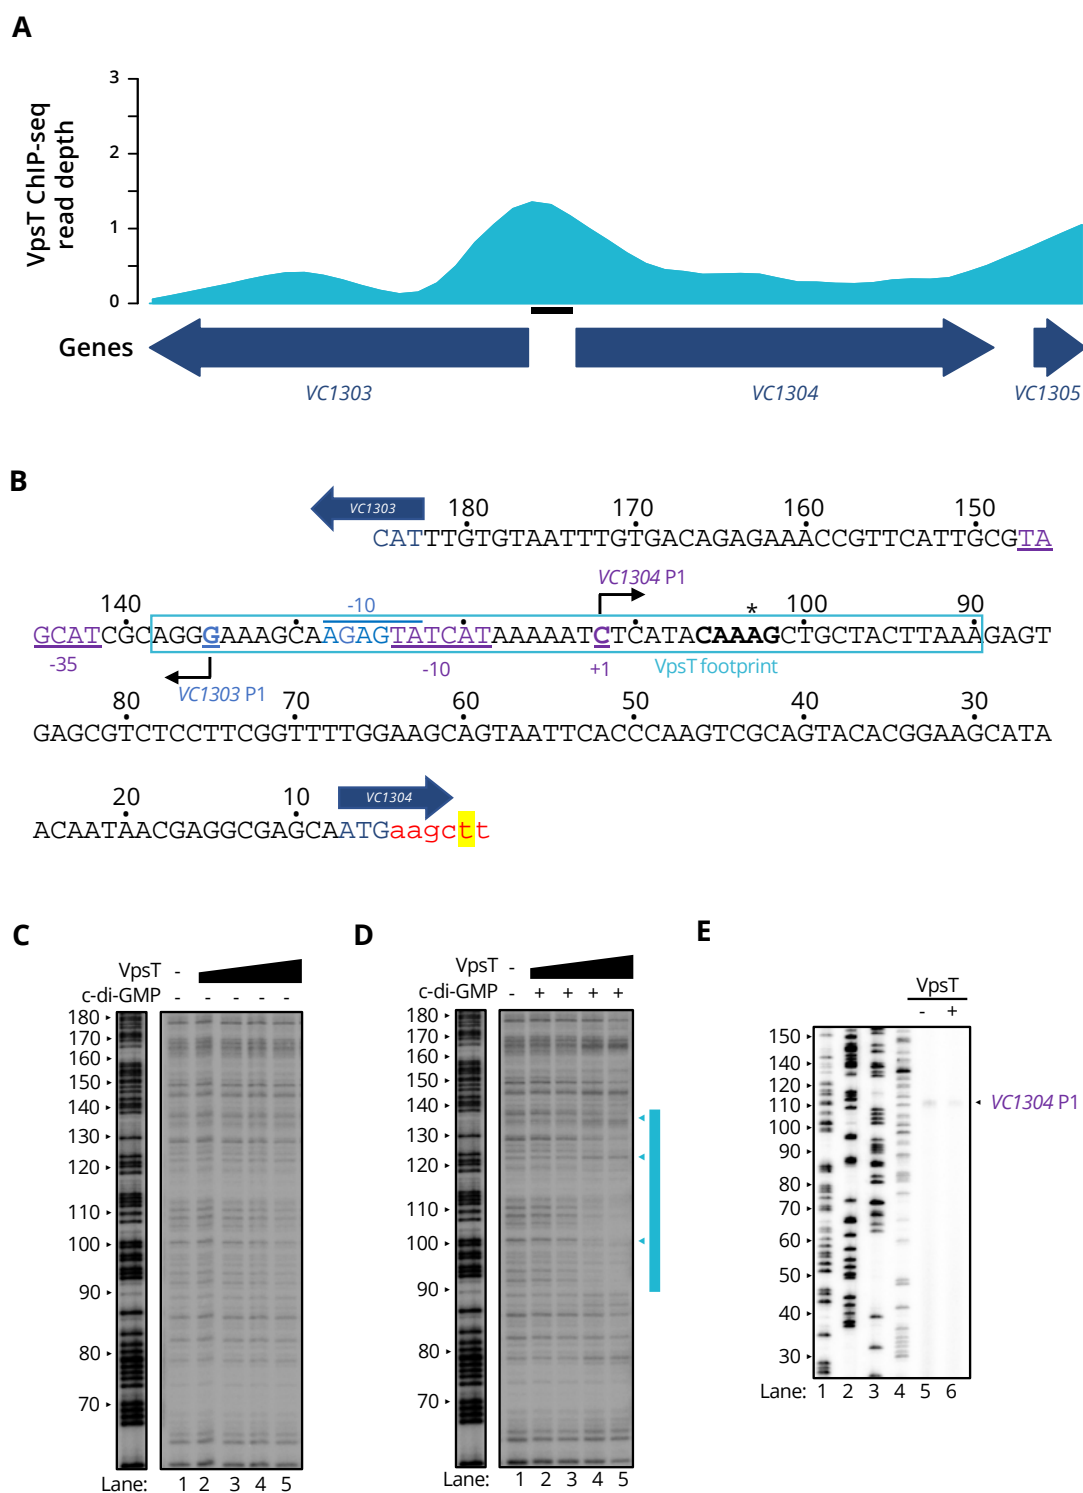 A
VpsT ChIP-seq
read depth
3
2
1
0
Genes
VC1303
VC1304
VC1305
B
VC1303
180
170
160
150
CATTTGTGTAATTTGTGACAGAGAAACCGTTCATTGCGTA
VC1304 P1
140
-10
*
100
90
GCATCGCAGGGAAAGCAAGAGTATCATAAAAATCTCATACAAAGCTGCTACTTAAAGAGT
-35
-10
+1
VpsT footprint
VC1303 P1
80
70
60
50
40
30
GAGCGTCTCCTTCGGTTTTGGAAGCAGTAATTCACCCAAGTCGCAGTACACGGAAGCATA
20
10
VC1304
ACAATAACGAGGCGAGCAATGaagctt
C
VpsT -
c-di-GMP - - - - -
180
170
160
150
140
130
120
110
100
90
80
70
Lane: 1 2 3 4 5
D
VpsT -
c-di-GMP - + + + +
180
170
160
150
140
130
120
110
100
90
80
70
Lane: 1 2 3 4 5
E
VpsT
- +
150
140
120
110
100
90
80
70
60
50
40
30
VC1304 P1
Lane: 1 2 3 4 5 6